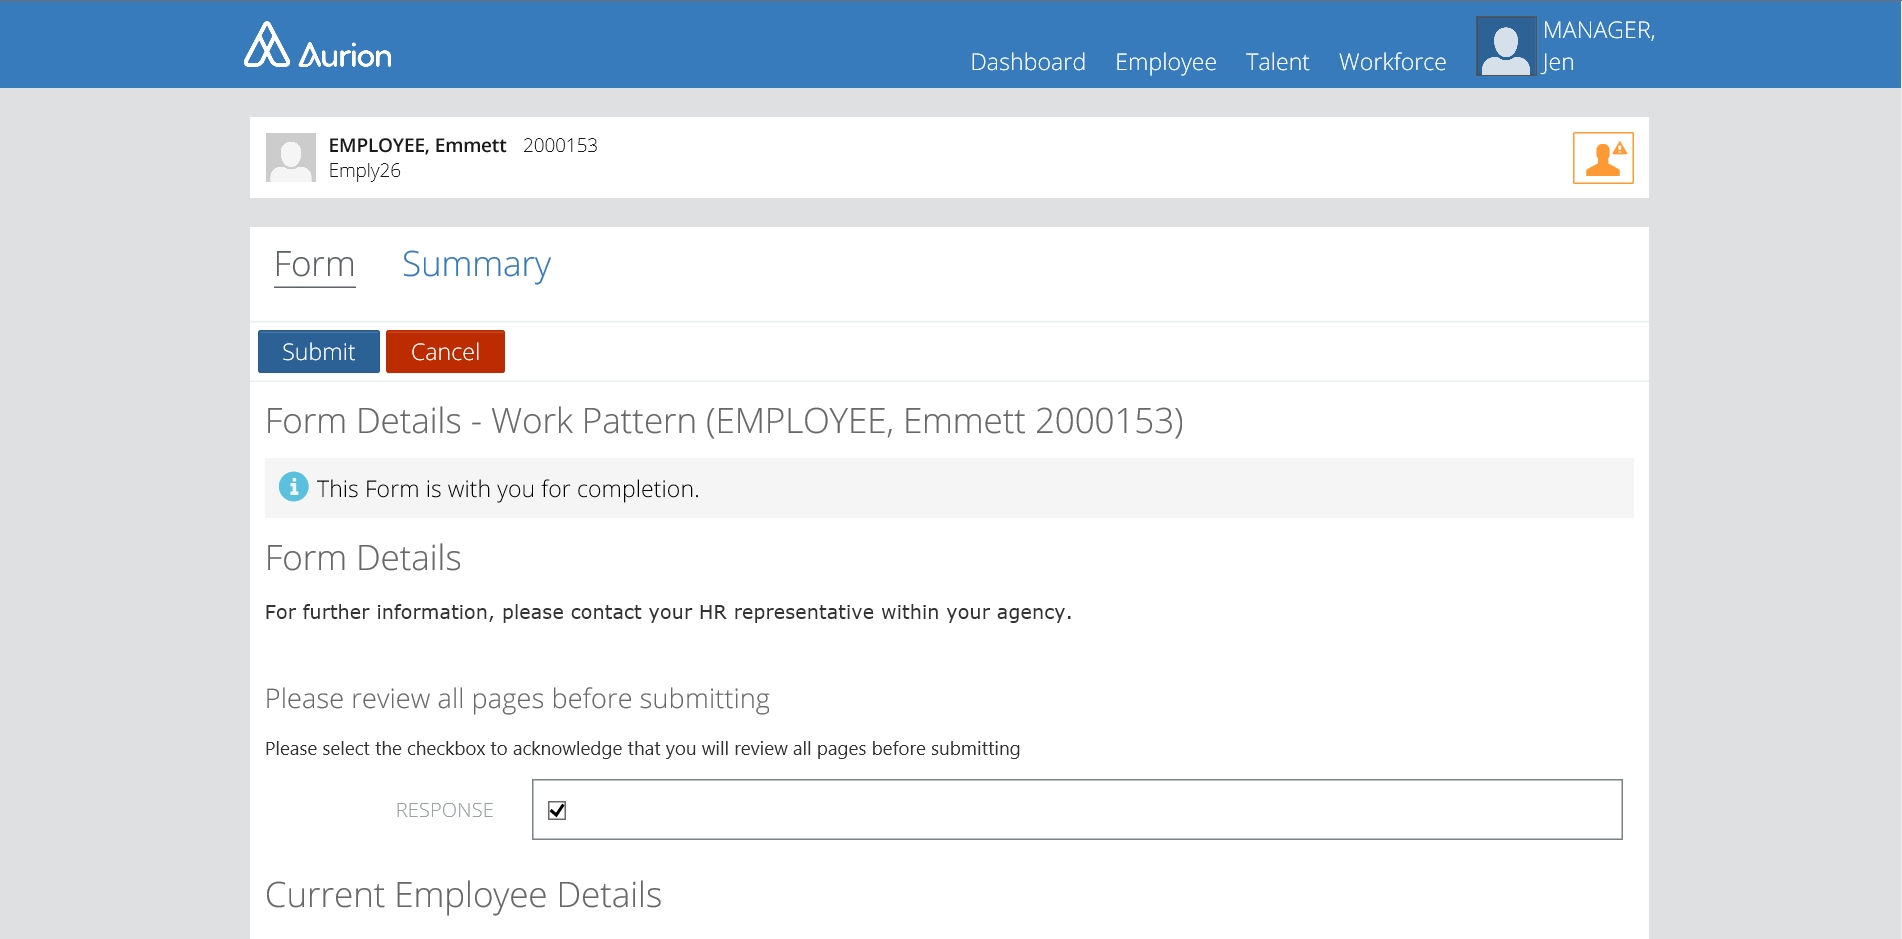 Aurion
Dashboard Employee Talent Workforce MANAGER,
Jen
EMPLOYEE, Emmett 2000153
Emply26
Form Summary
Submit Cancel
Form Details - Work Pattern (EMPLOYEE, Emmett 2000153)
This Form is with you for completion.
Form Details
For further information, please contact your HR representative within your agency.
Please review all pages before submitting
Please select the checkbox to acknowledge that you will review all pages before submitting
RESPONSE
Current Employee Details